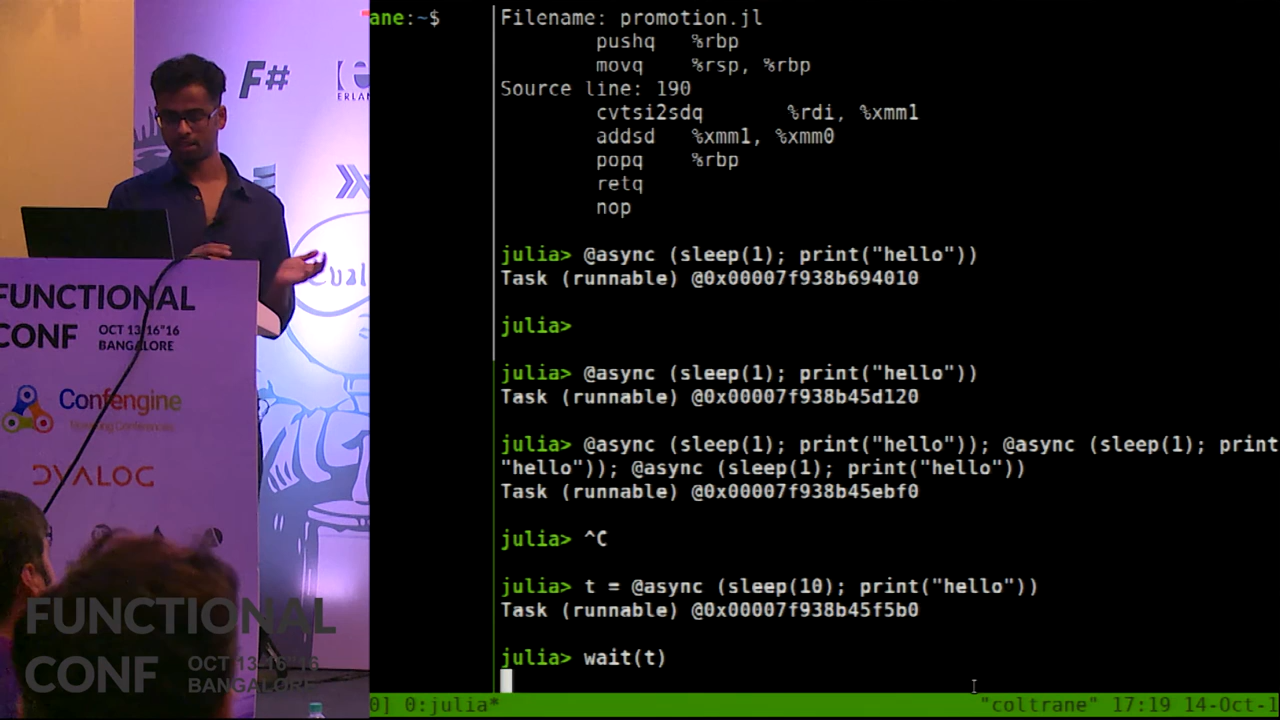 ane:~$
Filename: promotion.jl
pushq %rbp
movq %rsp, %rbp
Source line: 190
cvtsi2sdq %rdi, %xmm1
addsd %xmm1, %xmm0
popq %rbp
retq
nop
julia> @async (sleep(1); print("hello"))
Task (runnable) @0x00007f938b694010
julia>
julia> @async (sleep(1); print("hello"))
Task (runnable) @0x00007f938b45d120
julia> @async (sleep(1); print("hello")); @async (sleep(1); print
"hello")); @async (sleep(1); print("hello"))
Task (runnable) @0x00007f938b45ebf0
julia> ^C
julia> t = @async (sleep(10); print("hello"))
Task (runnable) @0x00007f938b45f5b0
julia> wait(t)
0] 0:julia*
"coltrane" 17:19 14-Oct-1
F#
ERLA
FUNCTIONAL
CONF
OCT 13-16"16
BANGALORE
Confengine
DYALOG
FUNCTIONAL
CONF
OCT 13-16"16
BANGALORE